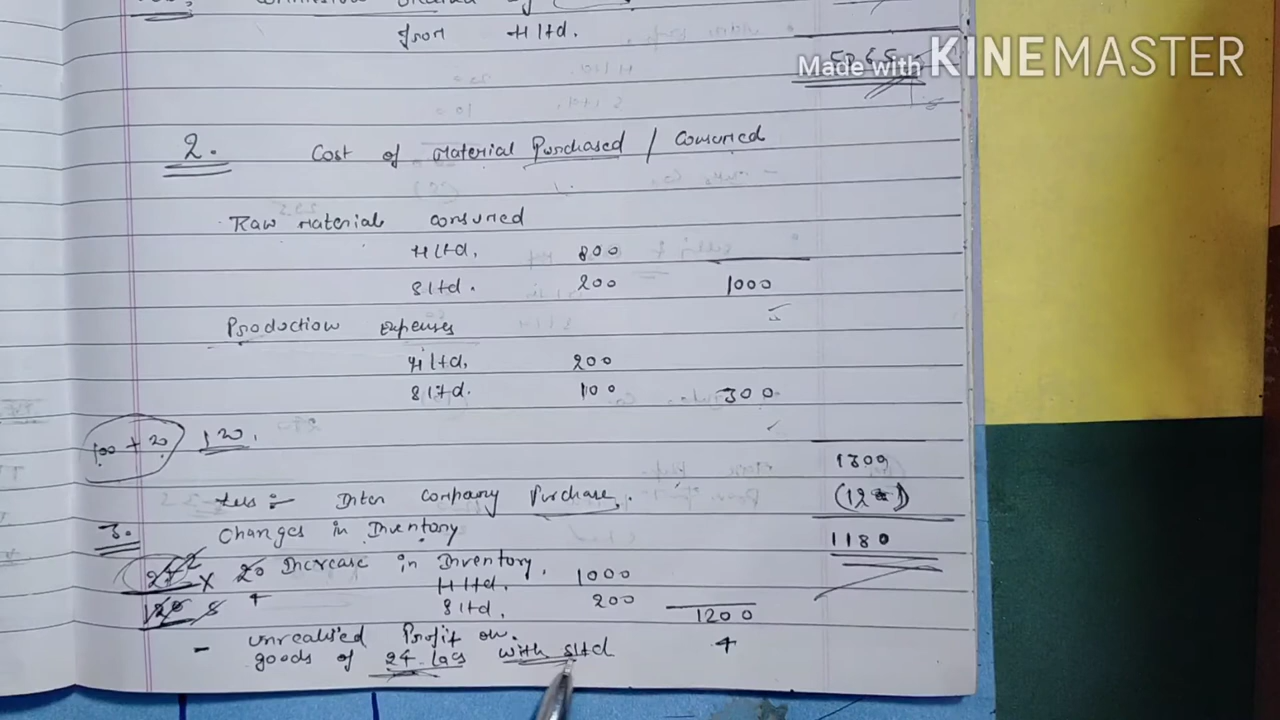 from H ltd.
Made with KINEMASTER
2. Cost of Material Purchased / Consumed
Raw Material consumed
H ltd. 800
S ltd. 200 1000
Production expenses
H ltd. 200
S ltd. 100 300
100 + 20 120.
1300
Less :- Inter company Purchase. (120)
3. Changes in Inventory 1180
Increase in Inventory.
H ltd. 1000
S ltd. 200 1200
- unrealised Profit on. 4
goods of 24 lacs with S ltd